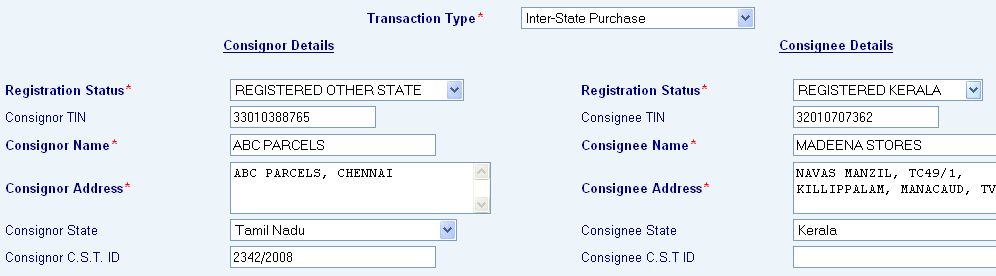 Transaction Type* Inter-State Purchase
Consignor Details Consignee Details
Registration Status* REGISTERED OTHER STATE Registration Status* REGISTERED KERALA
Consignor TIN 33010388765 Consignee TIN 32010707362
Consignor Name* ABC PARCELS Consignee Name* MADEENA STORES
Consignor Address* ABC PARCELS, CHENNAI Consignee Address* NAVAS MANZIL, TC49/1,
KILLIPPALAM, MANACAUD, TV
Consignor State Tamil Nadu Consignee State Kerala
Consignor C.S.T. ID 2342/2008 Consignee C.S.T ID